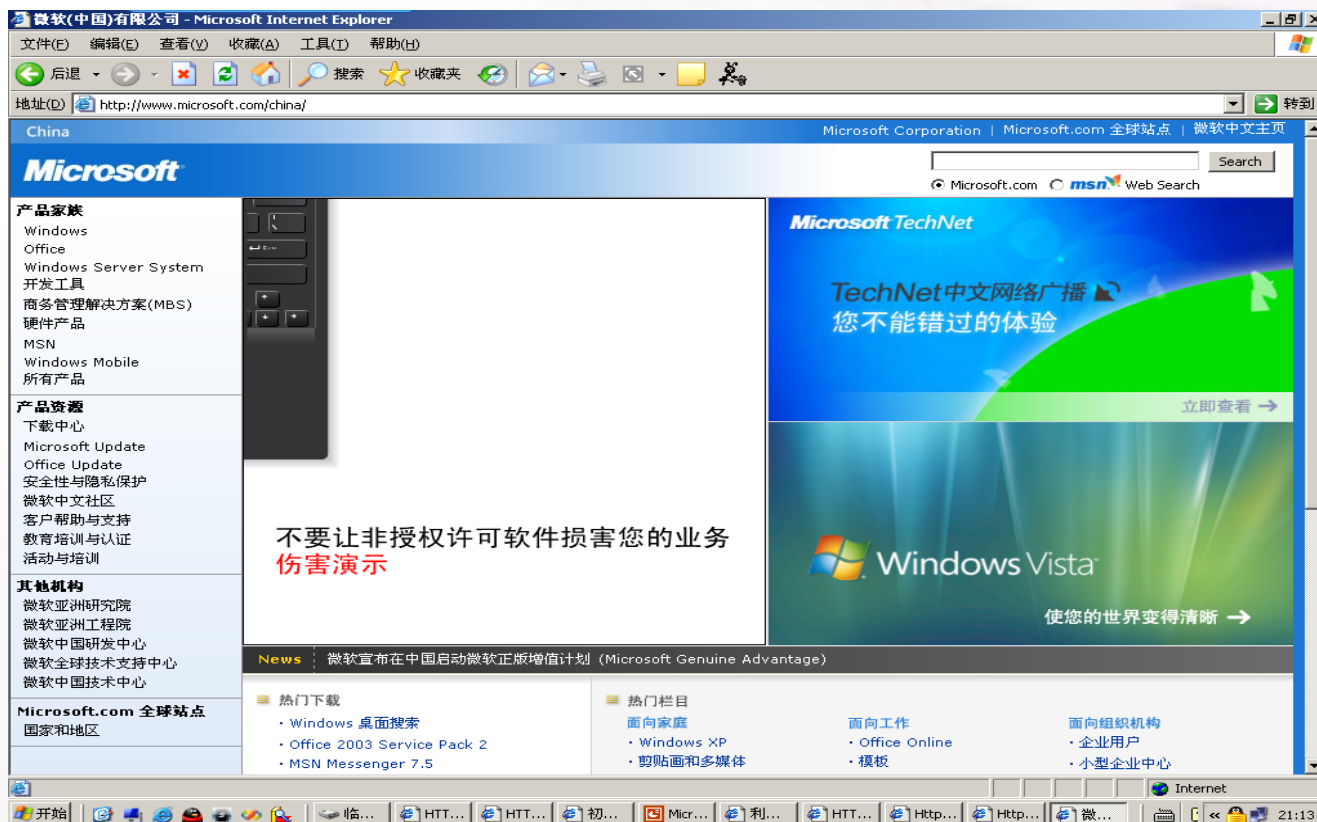 微软(中国)有限公司 - Microsoft Internet Explorer
文件(F) 编辑(E) 查看(V) 收藏(A) 工具(T) 帮助(H)
后退 搜索 收藏夹
地址(D) http://www.microsoft.com/china/ 转到
China Microsoft Corporation | Microsoft.com 全球站点 | 微软中文主页
Microsoft
Search
Microsoft.com msn Web Search
产品家族
Windows
Office
Windows Server System
开发工具
商务管理解决方案(MBS)
硬件产品
MSN
Windows Mobile
所有产品
产品资源
下载中心
Microsoft Update
Office Update
安全性与隐私保护
微软中文社区
客户帮助与支持
教育培训与认证
活动与培训
其他机构
微软亚洲研究院
微软亚洲工程院
微软中国研发中心
微软全球技术支持中心
微软中国技术中心
Microsoft.com 全球站点
国家和地区
不要让非授权许可软件损害您的业务
伤害演示
Microsoft TechNet
TechNet中文网络广播
您不能错过的体验
立即查看
Windows Vista
使您的世界变得清晰
News 微软宣布在中国启动微软正版增值计划 (Microsoft Genuine Advantage)
热门下载
· Windows 桌面搜索
· Office 2003 Service Pack 2
· MSN Messenger 7.5
热门栏目
面向家庭
· Windows XP
· 剪贴画和多媒体
面向工作
· Office Online
· 模板
面向组织机构
· 企业用户
· 小型企业中心
Internet
开始 临... HTT... HTT... 初... Micr... 利... HTT... Http... Http... 微... « 21:13